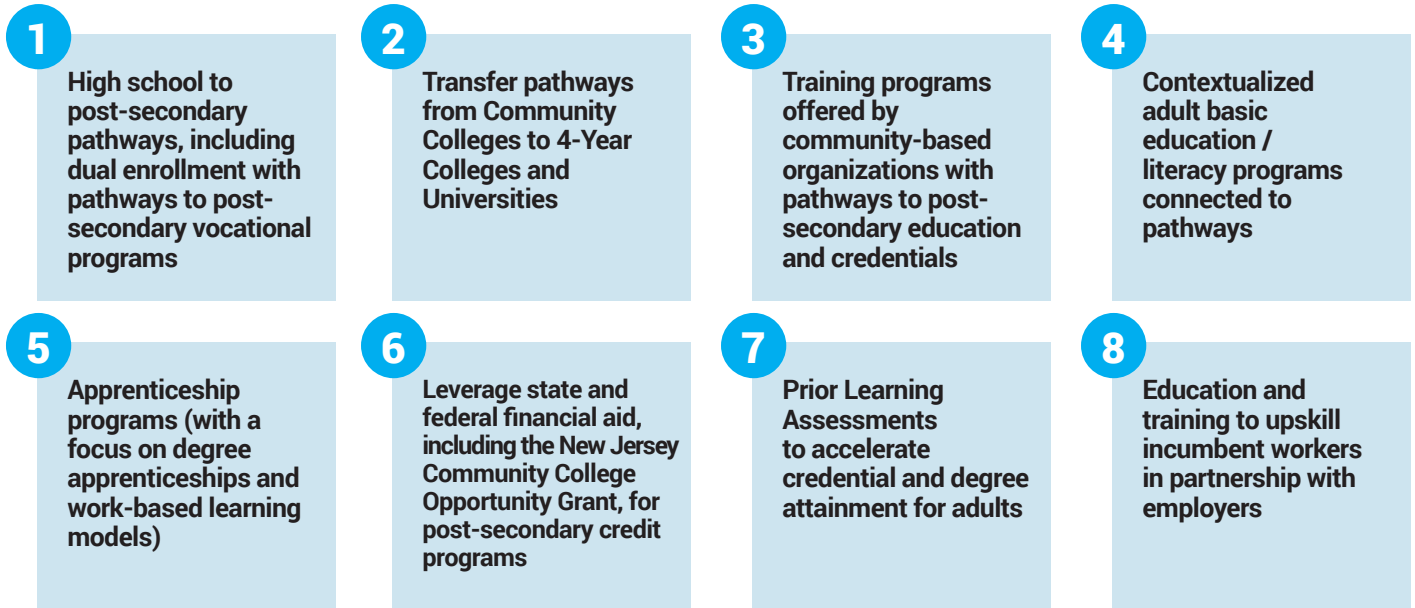 1
High school to
post-secondary
pathways, including
dual enrollment with
pathways to post-
secondary vocational
programs
2
Transfer pathways
from Community
Colleges to 4-Year
Colleges and
Universities
3
Training programs
offered by
community-based
organizations with
pathways to post-
secondary education
and credentials
4
Contextualized
adult basic
education /
literacy programs
connected to
pathways
5
Apprenticeship
programs (with a
focus on degree
apprenticeships and
work-based learning
models)
6
Leverage state and
federal financial aid,
including the New Jersey
Community College
Opportunity Grant, for
post-secondary credit
programs
7
Prior Learning
Assessments
to accelerate
credential and degree
attainment for adults
8
Education and
training to upskill
incumbent workers
in partnership with
employers